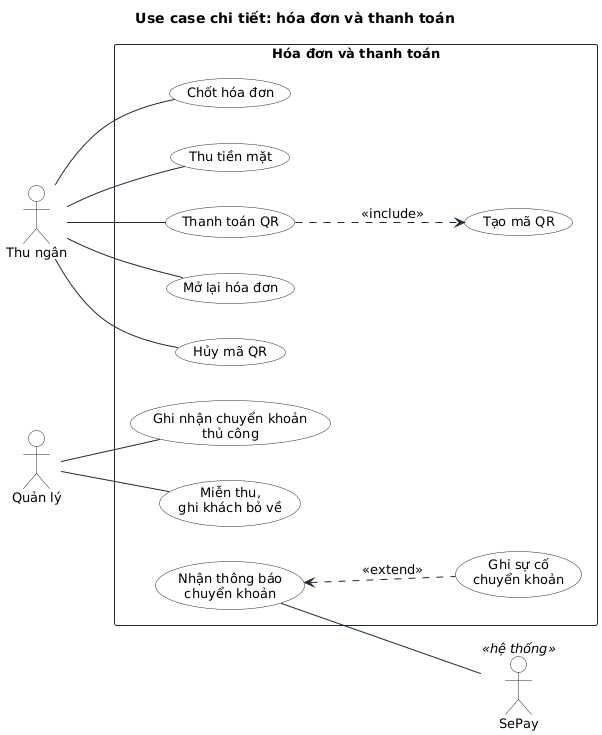 Use case chi tiết: hóa đơn và thanh toán
Hóa đơn và thanh toán
Chốt hóa đơn
Thu tiền mặt
Thanh toán QR
«include»
Tạo mã QR
Thu ngân
Mở lại hóa đơn
Hủy mã QR
Ghi nhận chuyển khoản
thủ công
Quản lý
Miễn thu,
ghi khách bỏ về
Nhận thông báo
chuyển khoản
«extend»
Ghi sự cố
chuyển khoản
«hệ thống»
SePay